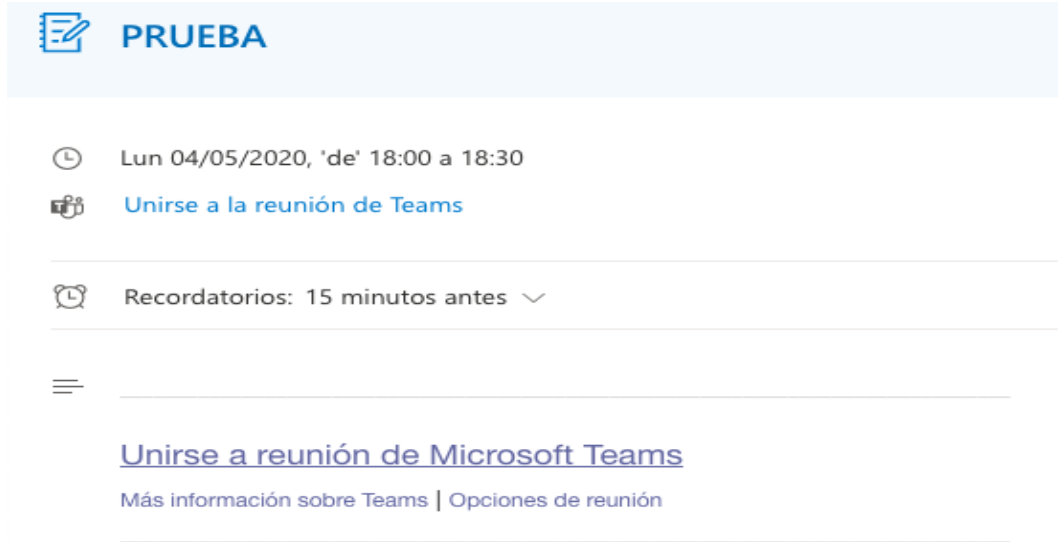 PRUEBA
Lun 04/05/2020, 'de' 18:00 a 18:30
Unirse a la reunión de Teams
Recordatorios: 15 minutos antes
Unirse a reunión de Microsoft Teams
Más información sobre Teams | Opciones de reunión